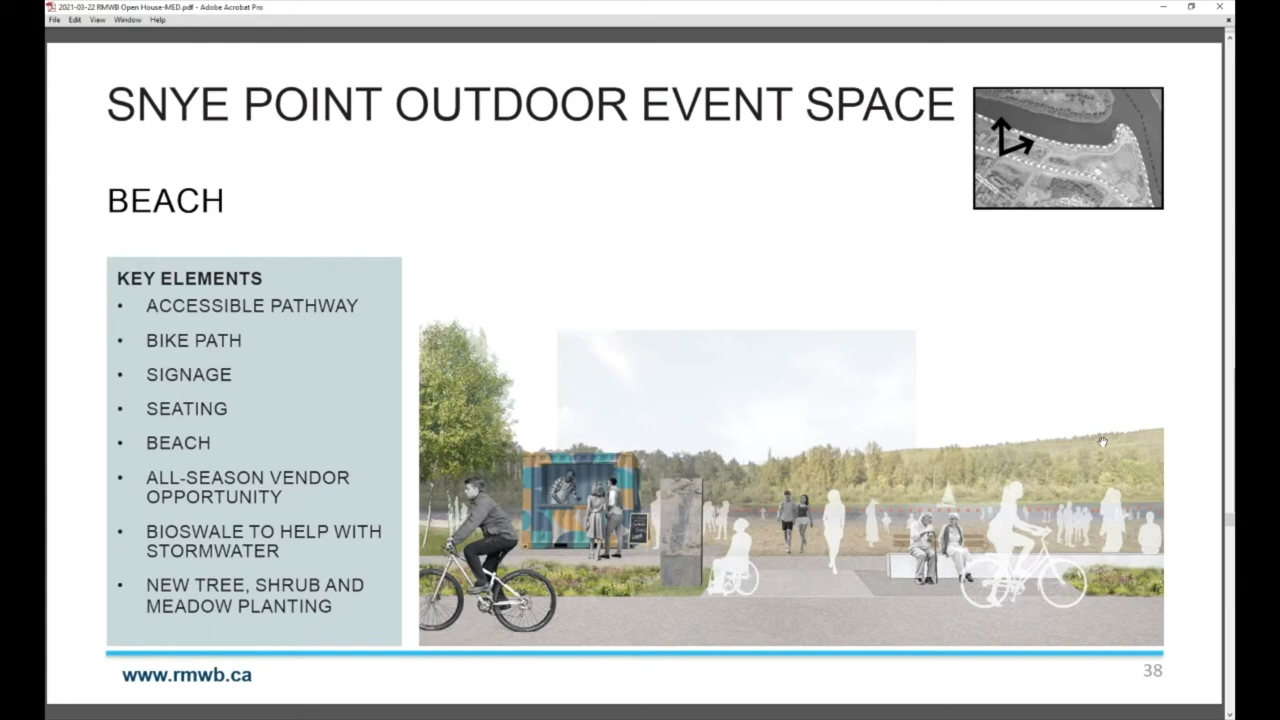 2021-03-22 RMWB Open House-MED.pdf - Adobe Acrobat Pro
File Edit View Window Help
SNYE POINT OUTDOOR EVENT SPACE
BEACH
KEY ELEMENTS
• ACCESSIBLE PATHWAY
• BIKE PATH
• SIGNAGE
• SEATING
• BEACH
• ALL-SEASON VENDOR
OPPORTUNITY
• BIOSWALE TO HELP WITH
STORMWATER
• NEW TREE, SHRUB AND
MEADOW PLANTING
www.rmwb.ca
38